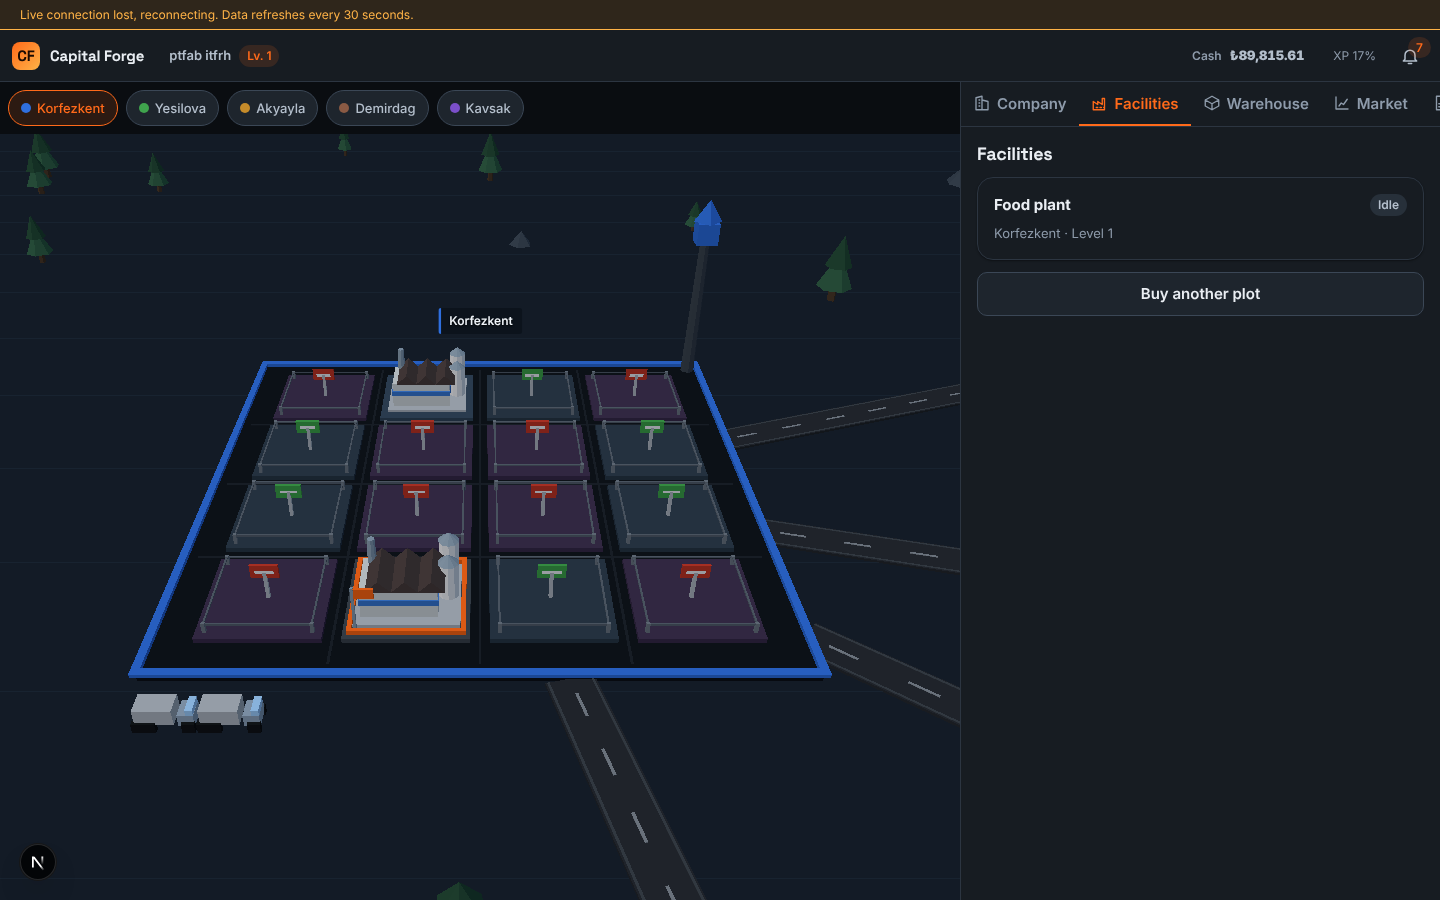 Live connection lost, reconnecting. Data refreshes every 30 seconds.
CF Capital Forge ptfab itfrh Lv. 1 Cash ₺89,815.61 XP 17% 7
Korfezkent Yesilova Akyayla Demirdag Kavsak
Company Facilities Warehouse Market
Facilities
Food plant Idle
Korfezkent · Level 1
Buy another plot
Korfezkent
N